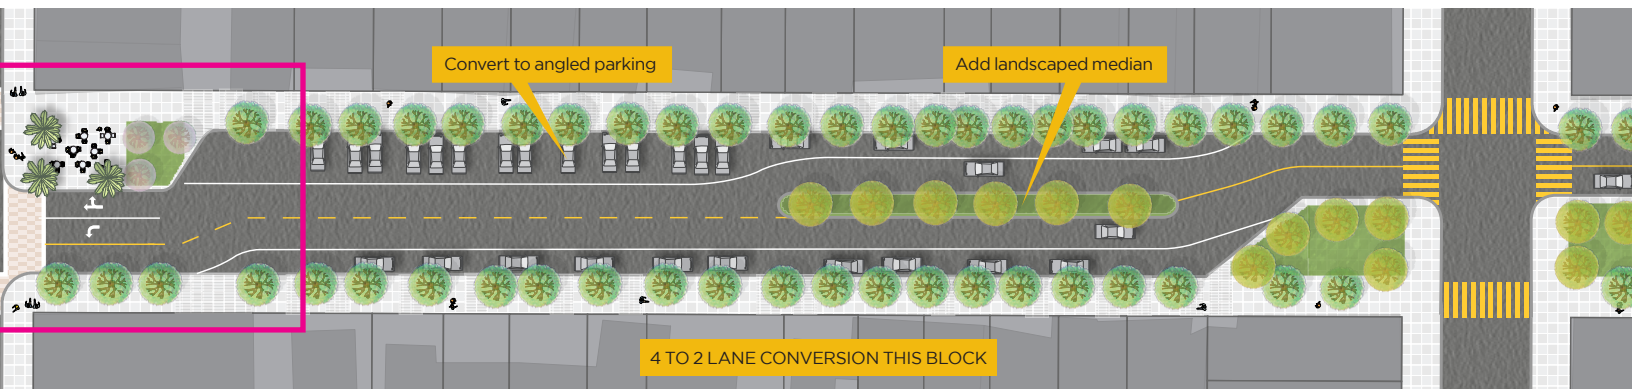 Convert to angled parking
Add landscaped median
4 TO 2 LANE CONVERSION THIS BLOCK